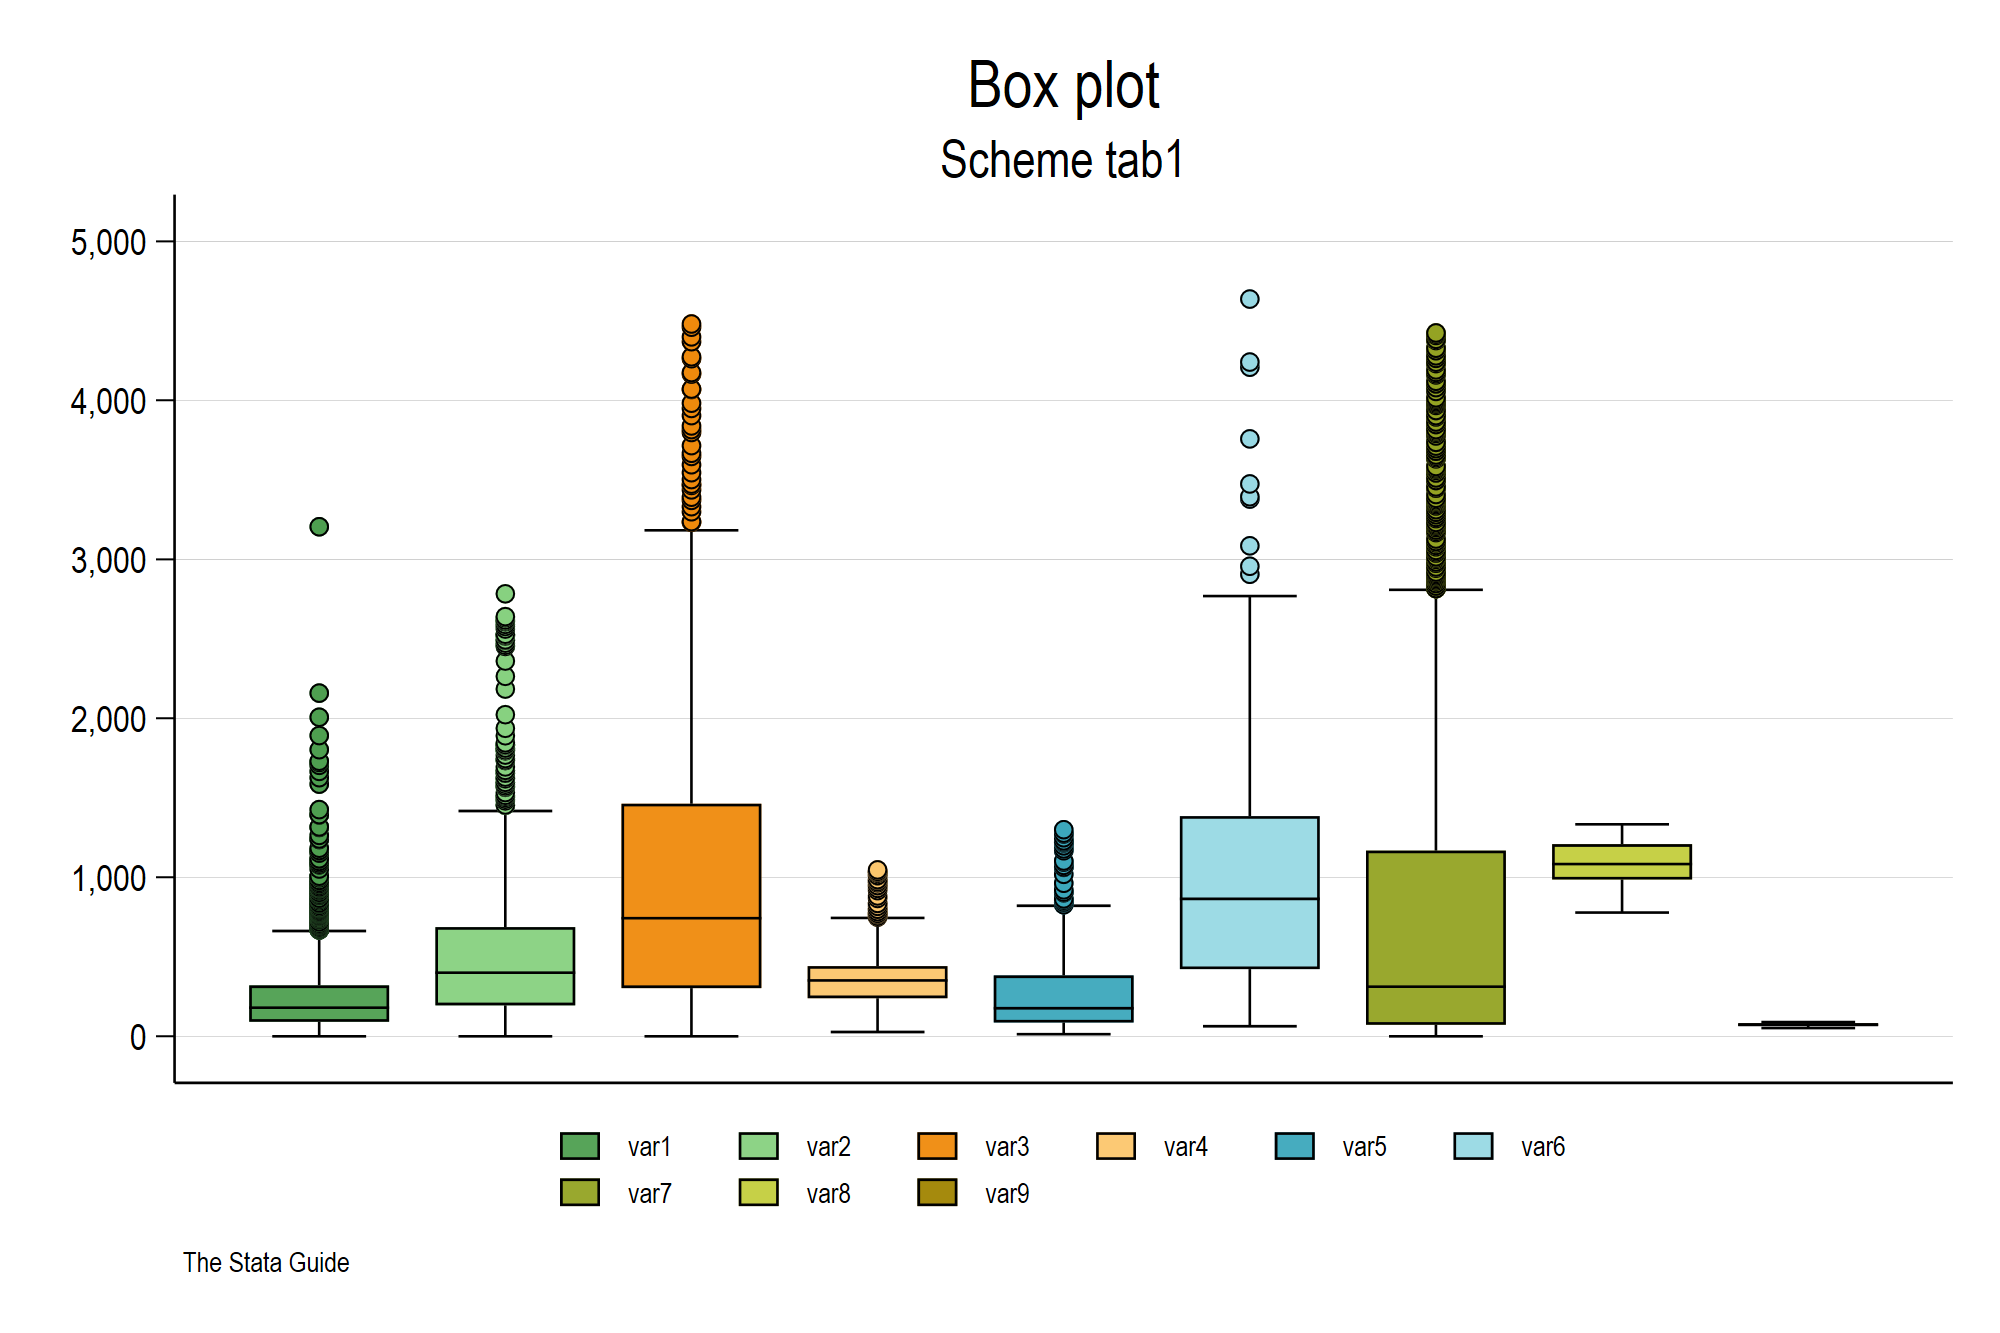 Box plot
Scheme tab1
5,000
4,000
3,000
2,000
1,000
0
var1 var2 var3 var4 var5 var6
var7 var8 var9
The Stata Guide